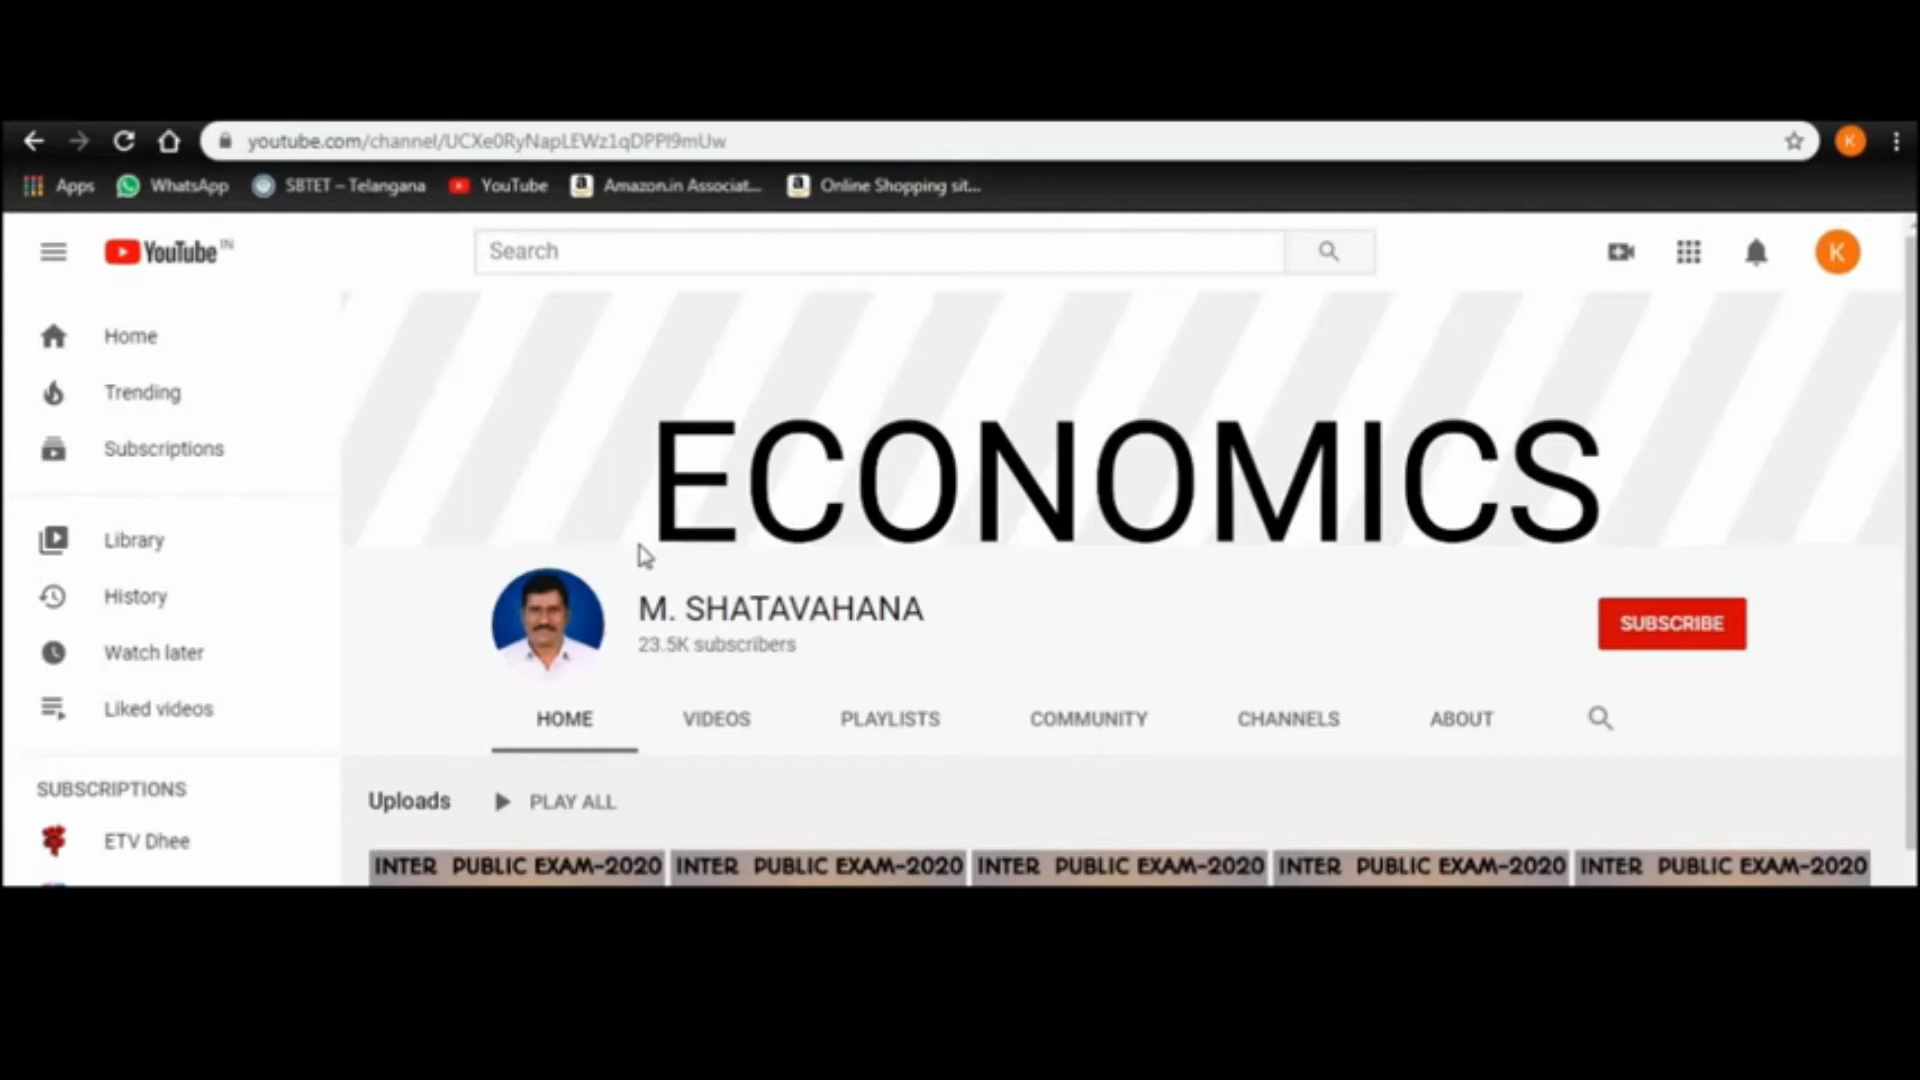 youtube.com/channel/UCXe0RyNapLEWz1qDPPI9mUw K
Apps WhatsApp SBTET – Telangana YouTube Amazon.in Associat... Online Shopping sit...
YouTube IN Search K
Home
Trending
Subscriptions
ECONOMICS
Library
History
Watch later
Liked videos
M. SHATAVAHANA
23.5K subscribers
SUBSCRIBE
HOME VIDEOS PLAYLISTS COMMUNITY CHANNELS ABOUT
SUBSCRIPTIONS
ETV Dhee
Uploads PLAY ALL
INTER PUBLIC EXAM-2020 INTER PUBLIC EXAM-2020 INTER PUBLIC EXAM-2020 INTER PUBLIC EXAM-2020 INTER PUBLIC EXAM-2020